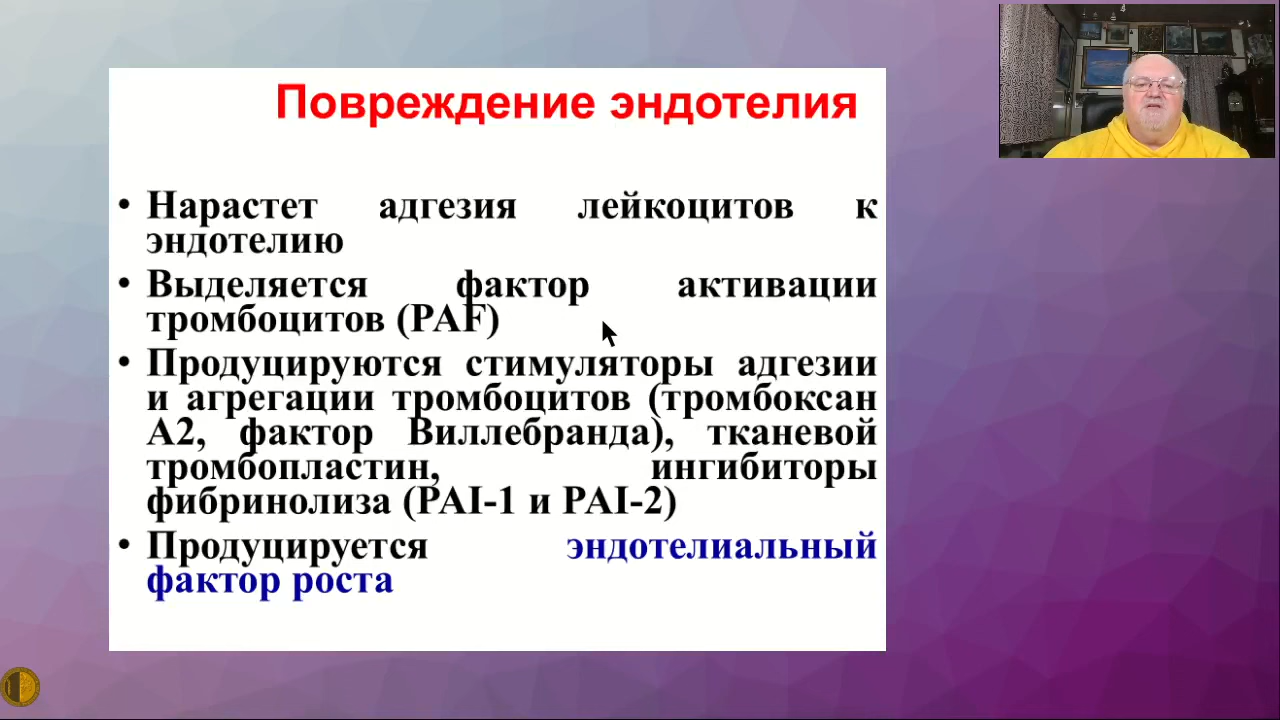 Повреждение эндотелия
• Нарастет адгезия лейкоцитов к
эндотелию
• Выделяется фактор активации
тромбоцитов (PAF)
• Продуцируются стимуляторы адгезии
и агрегации тромбоцитов (тромбоксан
А2, фактор Виллебранда), тканевой
тромбопластин, ингибиторы
фибринолиза (PAI-1 и PAI-2)
• Продуцируется эндотелиальный
фактор роста